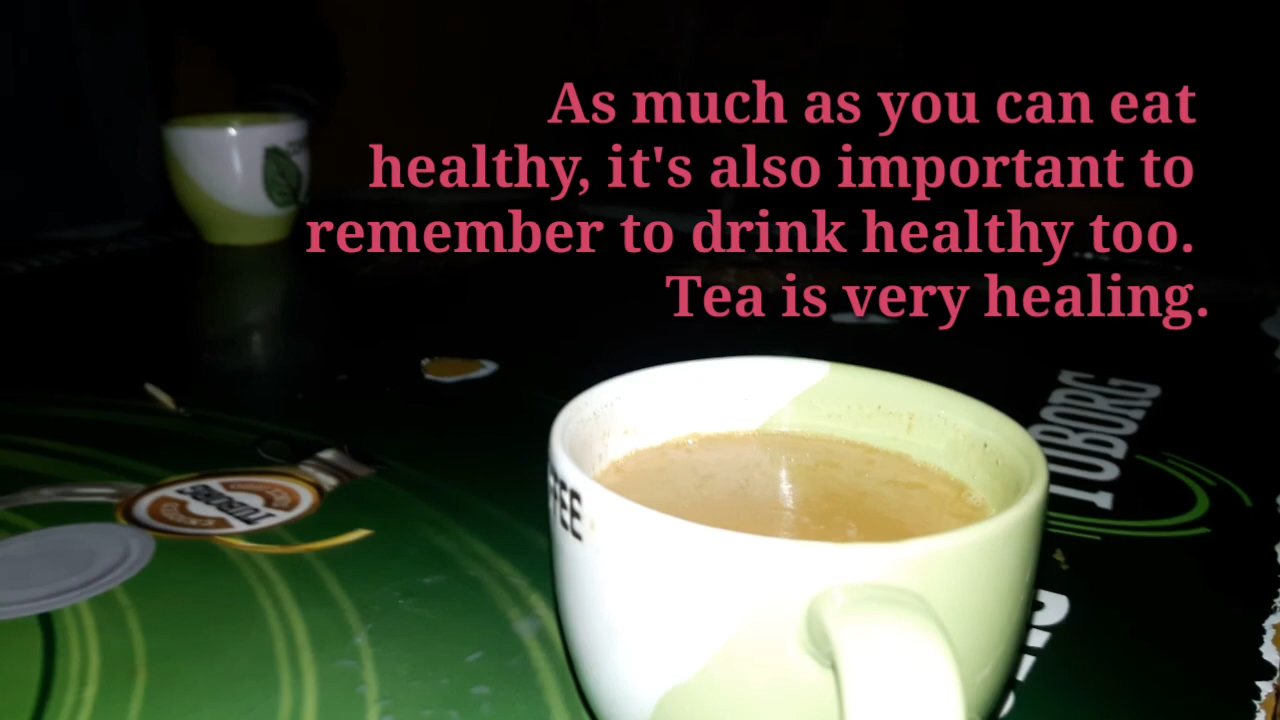 As much as you can eat
healthy, it's also important to
remember to drink healthy too.
Tea is very healing.
TUBORG
TUBORG